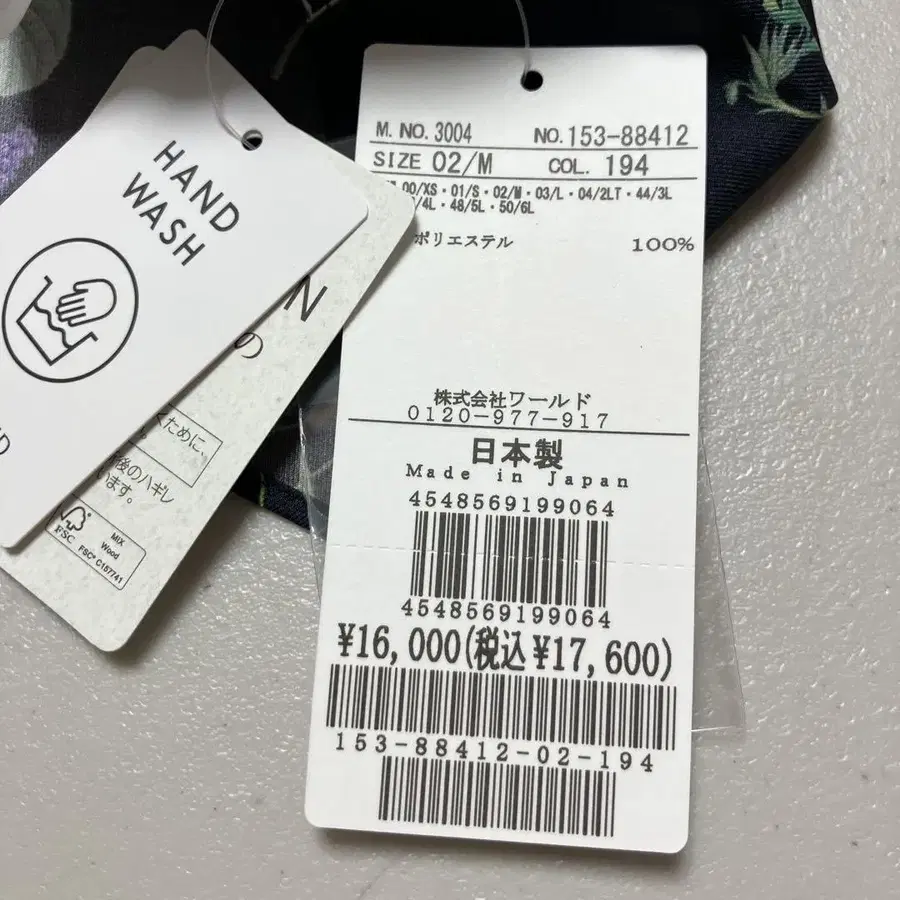 HAND
WASH
N
の
くために、
後のハギレ
います。
FSC
MIX
Wood
FSC® C157741
M. NO. 3004 NO. 153-88412
SIZE 02/M COL. 194
00/XS・01/S・02/M・03/L・04/2LT・44/3L
/4L・48/5L・50/6L
ポリエステル 100%
株式会社ワールド
0120-977-917
日本製
Made in Japan
4548569199064
4548569199064
¥16,000(税込¥17,600)
153-88412-02-194